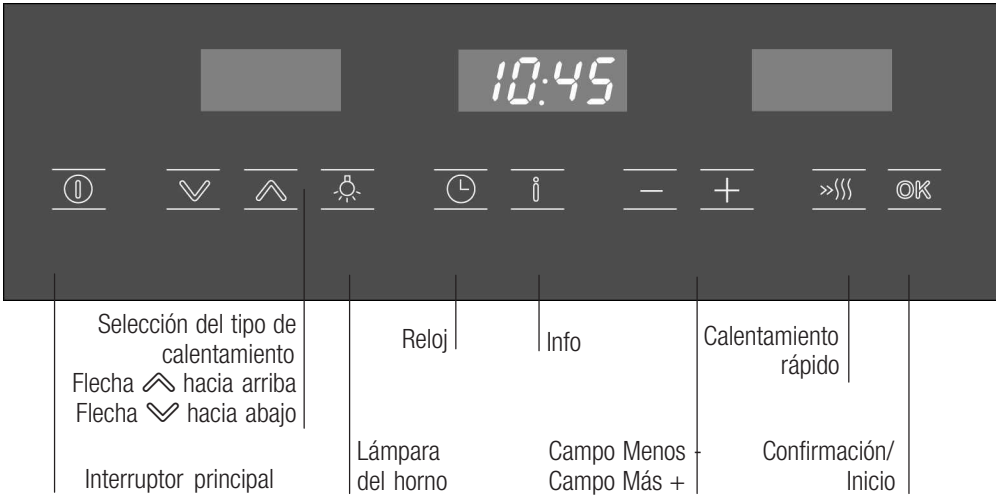 10:45
− + OK
Selección del tipo de
calentamiento
Flecha hacia arriba
Flecha hacia abajo
Reloj
Info
Calentamiento
rápido
Interruptor principal
Lámpara
del horno
Campo Menos -
Campo Más +
Confirmación/
Inicio